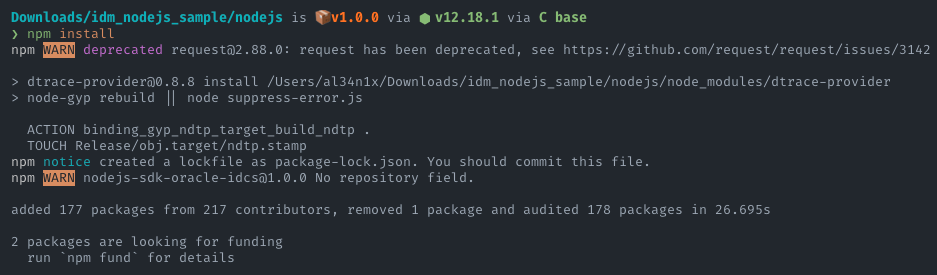 Downloads/idm_nodejs_sample/nodejs is 📦v1.0.0 via ⬢ v12.18.1 via C base
❯ npm install
npm WARN deprecated request@2.88.0: request has been deprecated, see https://github.com/request/request/issues/3142
> dtrace-provider@0.8.8 install /Users/al34n1x/Downloads/idm_nodejs_sample/nodejs/node_modules/dtrace-provider
> node-gyp rebuild || node suppress-error.js
ACTION binding_gyp_ndtp_target_build_ndtp .
TOUCH Release/obj.target/ndtp.stamp
npm notice created a lockfile as package-lock.json. You should commit this file.
npm WARN nodejs-sdk-oracle-idcs@1.0.0 No repository field.
added 177 packages from 217 contributors, removed 1 package and audited 178 packages in 26.695s
2 packages are looking for funding
run `npm fund` for details